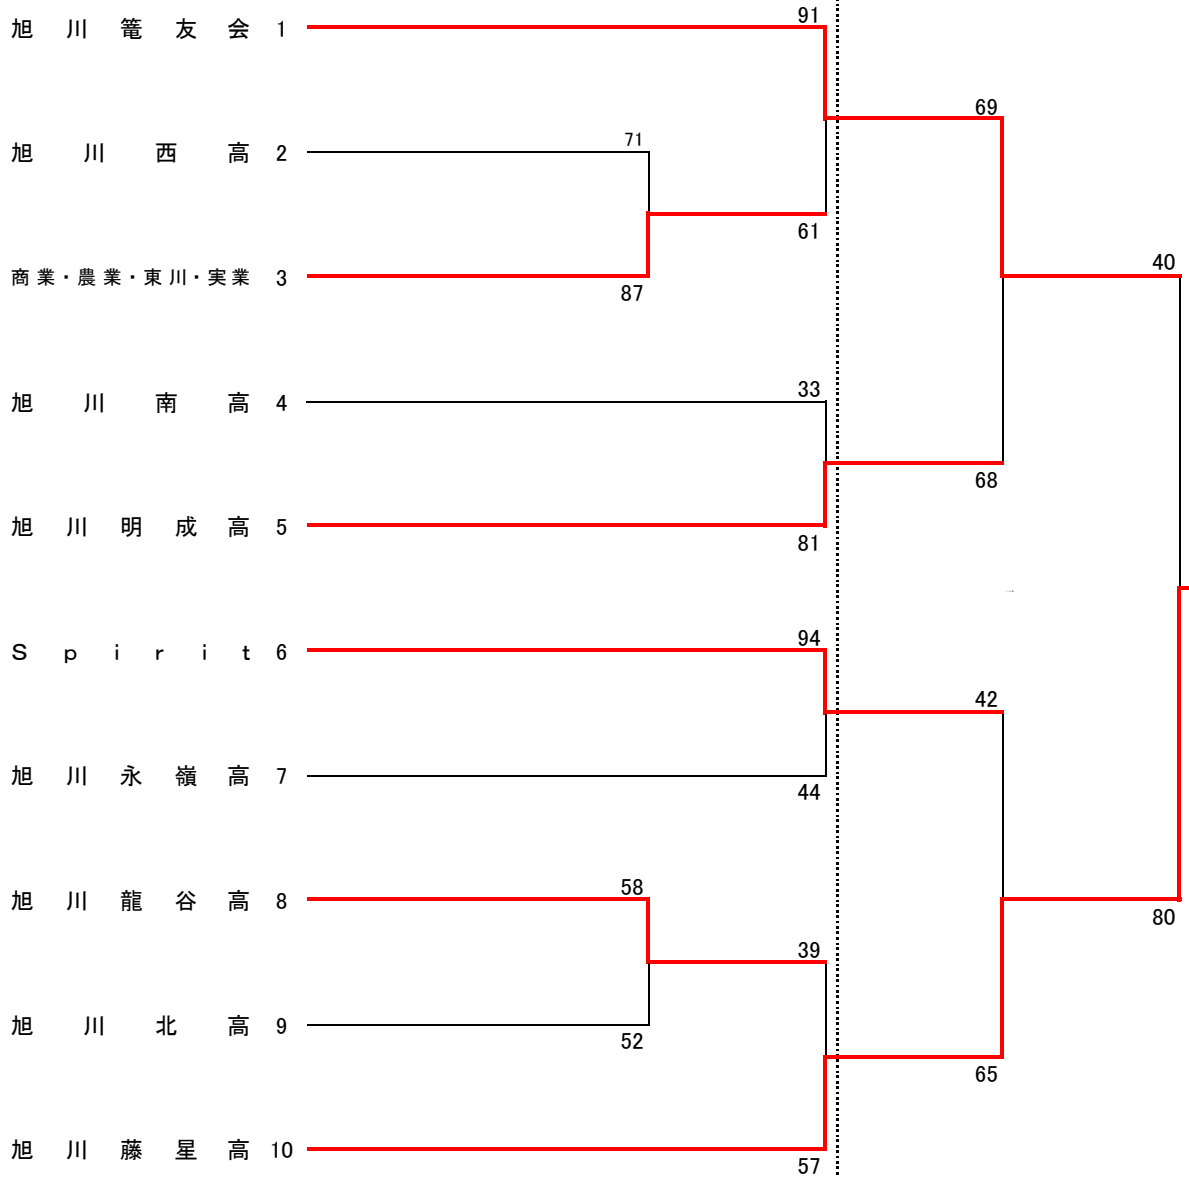 91
旭川篭友会 1
69
71
旭川西高 2
61
40
商業・農業・東川・実業 3
87
33
旭川南高 4
68
旭川明成高 5
81
94
Ｓｐｉｒｉｔ 6
42
旭川永嶺高 7
44
58
旭川龍谷高 8
80
39
旭川北高 9
52
65
旭川藤星高 10
57